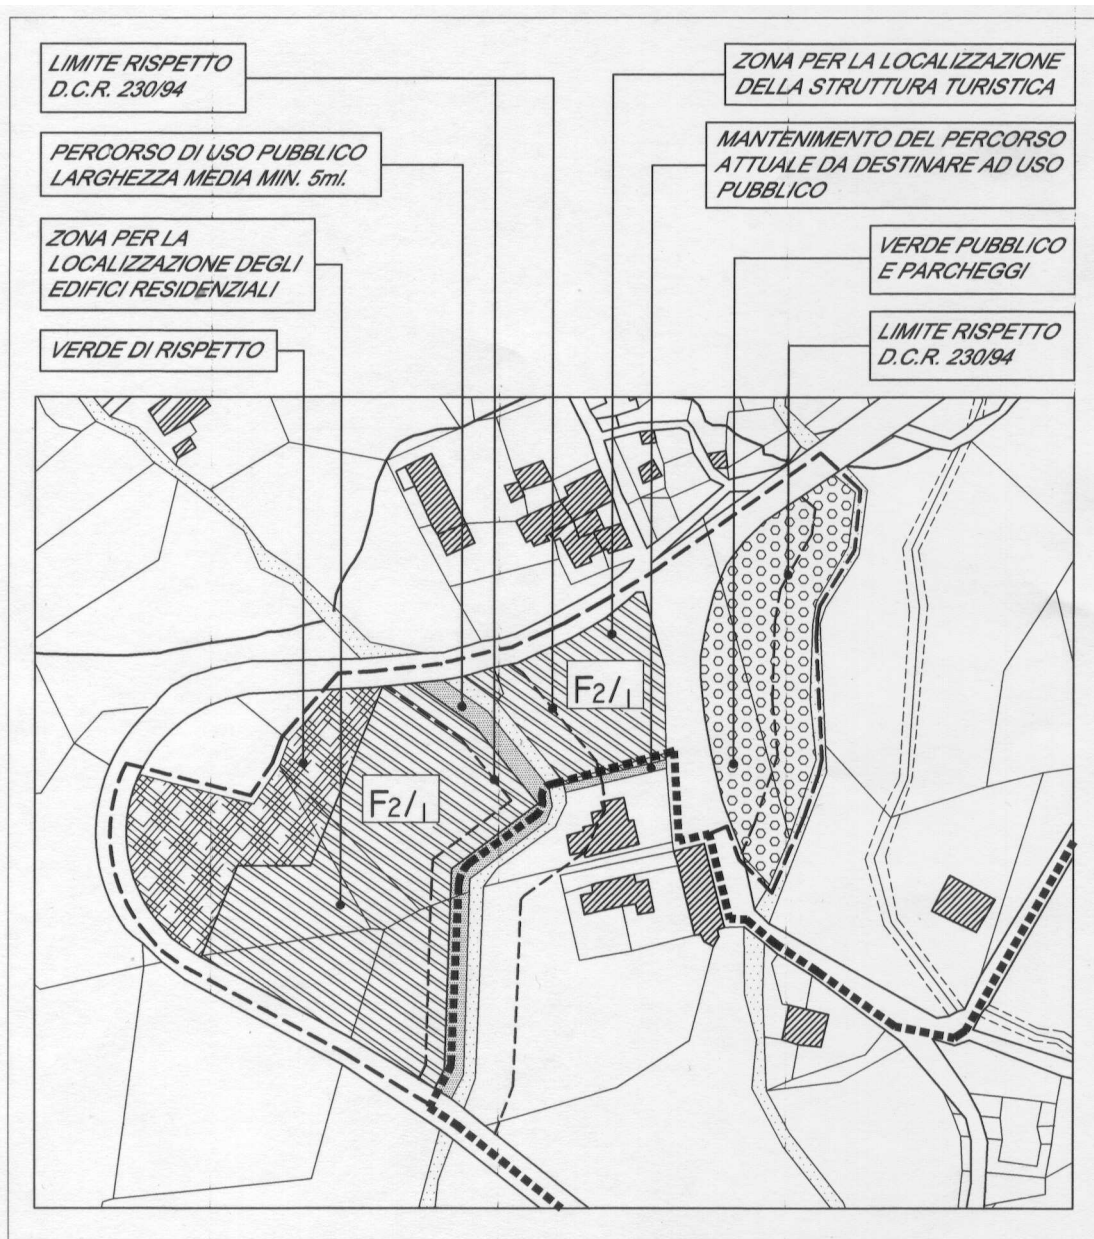 LIMITE RISPETTO
D.C.R. 230/94
PERCORSO DI USO PUBBLICO
LARGHEZZA MEDIA MIN. 5ml.
ZONA PER LA
LOCALIZZAZIONE DEGLI
EDIFICI RESIDENZIALI
VERDE DI RISPETTO
ZONA PER LA LOCALIZZAZIONE
DELLA STRUTTURA TURISTICA
MANTENIMENTO DEL PERCORSO
ATTUALE DA DESTINARE AD USO
PUBBLICO
VERDE PUBBLICO
E PARCHEGGI
LIMITE RISPETTO
D.C.R. 230/94
F2/1
F2/1